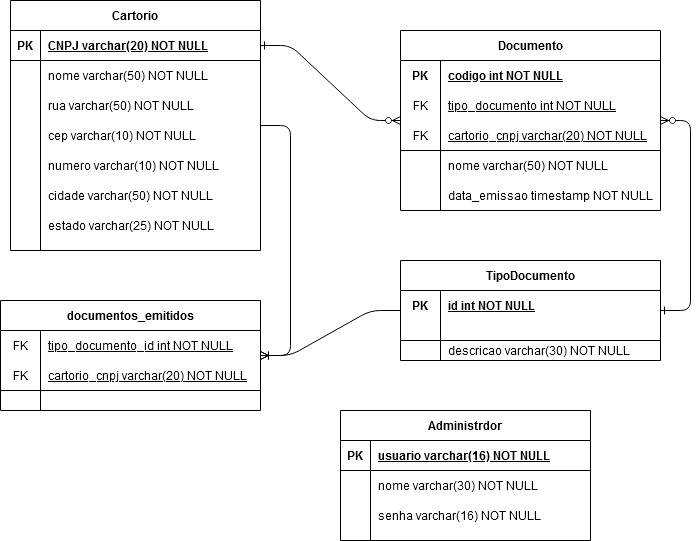 Cartorio
PK CNPJ varchar(20) NOT NULL
nome varchar(50) NOT NULL
rua varchar(50) NOT NULL
cep varchar(10) NOT NULL
numero varchar(10) NOT NULL
cidade varchar(50) NOT NULL
estado varchar(25) NOT NULL
Documento
PK codigo int NOT NULL
FK tipo_documento int NOT NULL
FK cartorio_cnpj varchar(20) NOT NULL
nome varchar(50) NOT NULL
data_emissao timestamp NOT NULL
documentos_emitidos
FK tipo_documento_id int NOT NULL
FK cartorio_cnpj varchar(20) NOT NULL
TipoDocumento
PK id int NOT NULL
descricao varchar(30) NOT NULL
Administrdor
PK usuario varchar(16) NOT NULL
nome varchar(30) NOT NULL
senha varchar(16) NOT NULL